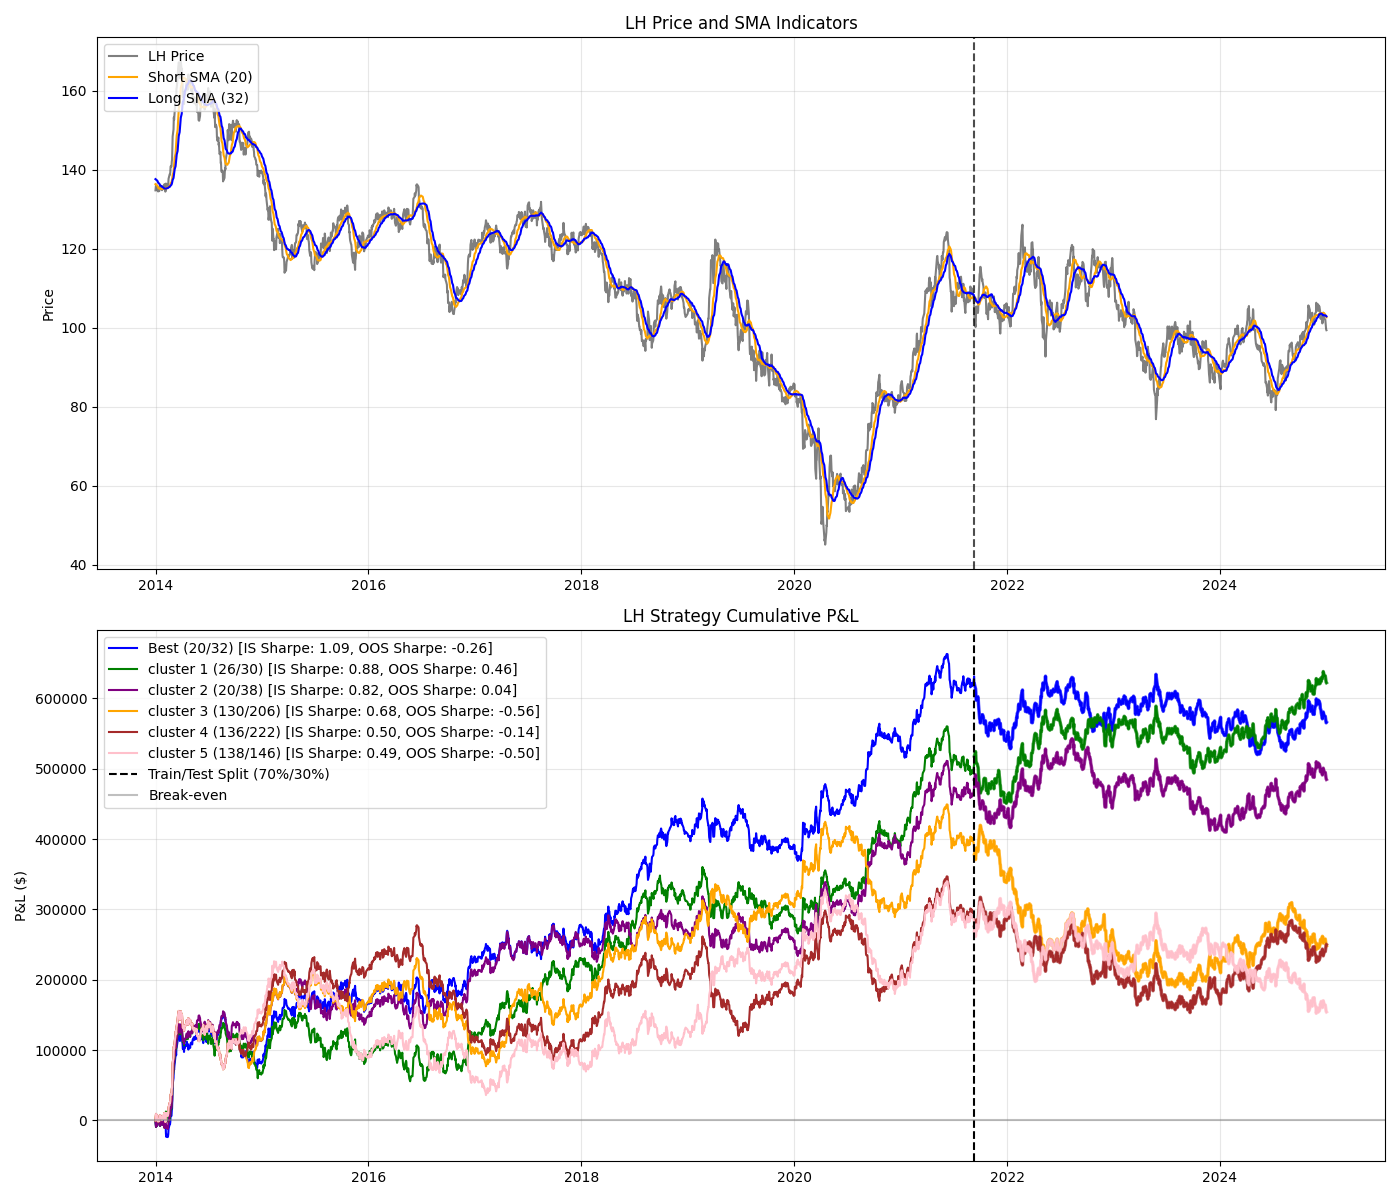 LH Price and SMA Indicators
LH Price
Short SMA (20)
Long SMA (32)
Price
160
140
120
100
80
60
40
2014
2016
2018
2020
2022
2024
LH Strategy Cumulative P&L
Best (20/32) [IS Sharpe: 1.09, OOS Sharpe: -0.26]
cluster 1 (26/30) [IS Sharpe: 0.88, OOS Sharpe: 0.46]
cluster 2 (20/38) [IS Sharpe: 0.82, OOS Sharpe: 0.04]
cluster 3 (130/206) [IS Sharpe: 0.68, OOS Sharpe: -0.56]
cluster 4 (136/222) [IS Sharpe: 0.50, OOS Sharpe: -0.14]
cluster 5 (138/146) [IS Sharpe: 0.49, OOS Sharpe: -0.50]
Train/Test Split (70%/30%)
Break-even
P&L ($)
600000
500000
400000
300000
200000
100000
0
2014
2016
2018
2020
2022
2024